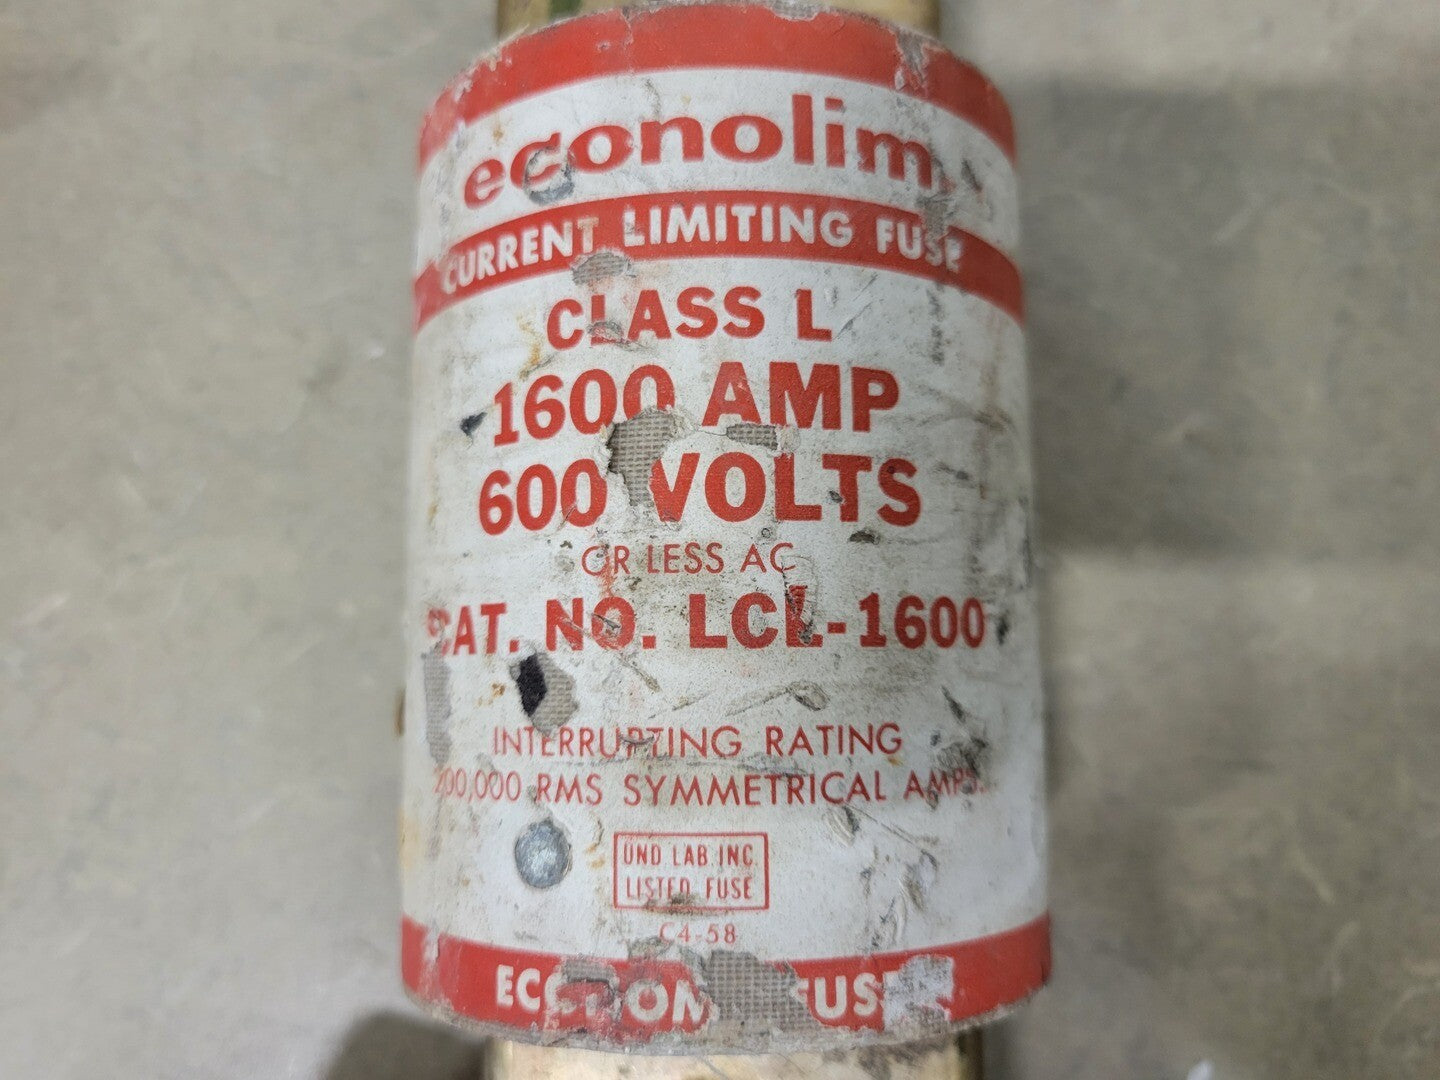 econolim
CURRENT LIMITING FUSE
CLASS L
1600 AMP
600 VOLTS
OR LESS AC
CAT. NO. LCL-1600
INTERRUPTING RATING
200,000 RMS SYMMETRICAL AMPS.
UND. LAB. INC.
LISTED FUSE
C4-58
FUSE